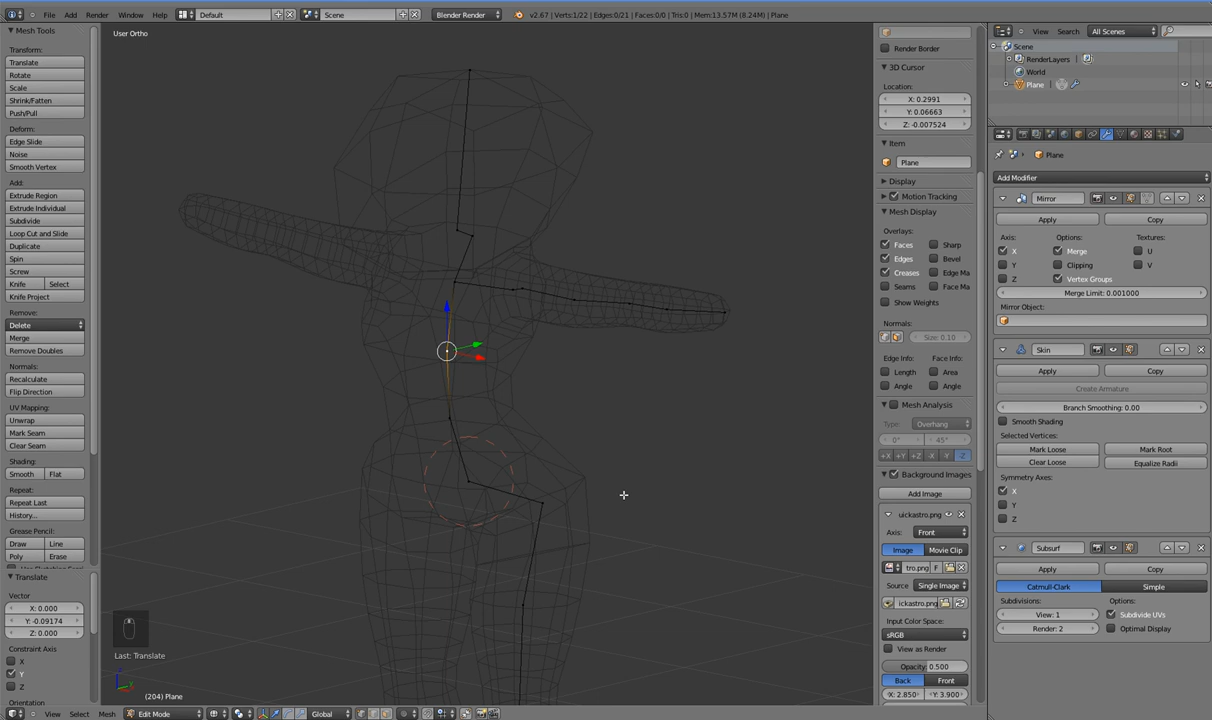 File Add Render Window Help Default Scene Blender Render v2.67 | Verts:1/22 | Edges:0/21 | Faces:0/0 | Tris:0 | Mem:13.57M (8.24M) | Plane
Mesh Tools
Transform:
Translate
Rotate
Scale
Shrink/Fatten
Push/Pull
Deform:
Edge Slide
Noise
Smooth Vertex
Add:
Extrude Region
Extrude Individual
Subdivide
Loop Cut and Slide
Duplicate
Spin
Screw
Knife Select
Knife Project
Remove:
Delete
Merge
Remove Doubles
Normals:
Recalculate
Flip Direction
UV Mapping:
Unwrap
Mark Seam
Clear Seam
Shading:
Smooth Flat
Repeat:
Repeat Last
History...
Grease Pencil:
Draw Line
Poly Erase
Translate
Vector
X: 0.000
Y: -0.09174
Z: 0.000
Constraint Axis
X
Y
Z
Orientation
User Ortho
Last: Translate
(204) Plane
View Select Mesh Edit Mode Global
Render Border
3D Cursor
Location:
X: 0.2991
Y: 0.06663
Z: -0.007524
Item
Plane
Display
Motion Tracking
Mesh Display
Overlays:
Faces Sharp
Edges Bevel
Creases Edge Ma
Seams Face Ma
Show Weights
Normals:
Size: 0.10
Edge Info: Face Info:
Length Area
Angle Angle
Mesh Analysis
Type: Overhang
0° 45°
+X +Y +Z -X -Y -Z
Background Images
Add Image
uickastro.png
Axis: Front
Image Movie Clip
tro.png F
Source Single Image
ickastro.png
Input Color Space:
sRGB
View as Render
Opacity: 0.500
Back Front
X: 2.850 Y: 3.900
View Search All Scenes
Scene
RenderLayers
World
Plane
Plane
Add Modifier
Mirror
Apply Copy
Axis: Options: Textures:
X Merge U
Y Clipping V
Z Vertex Groups
Merge Limit: 0.001000
Mirror Object:
Skin
Apply Copy
Create Armature
Branch Smoothing: 0.00
Smooth Shading
Selected Vertices:
Mark Loose Mark Root
Clear Loose Equalize Radii
Symmetry Axes:
X
Y
Z
Subsurf
Apply Copy
Catmull-Clark Simple
Subdivisions: Options:
View: 1 Subdivide UVs
Render: 2 Optimal Display